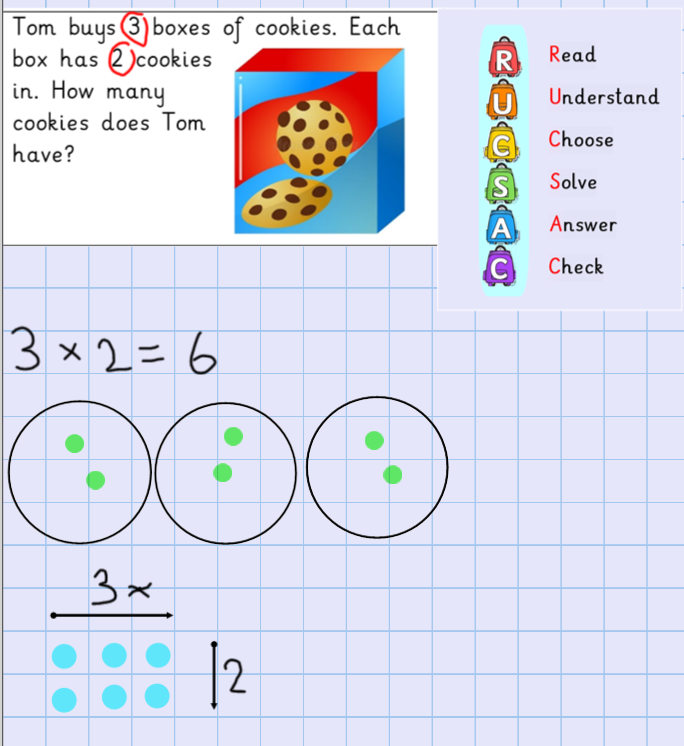 Tom buys 3 boxes of cookies. Each
box has 2 cookies
in. How many
cookies does Tom
have?
R Read
U Understand
C Choose
S Solve
A Answer
C Check
3 × 2 = 6
3 ×
2